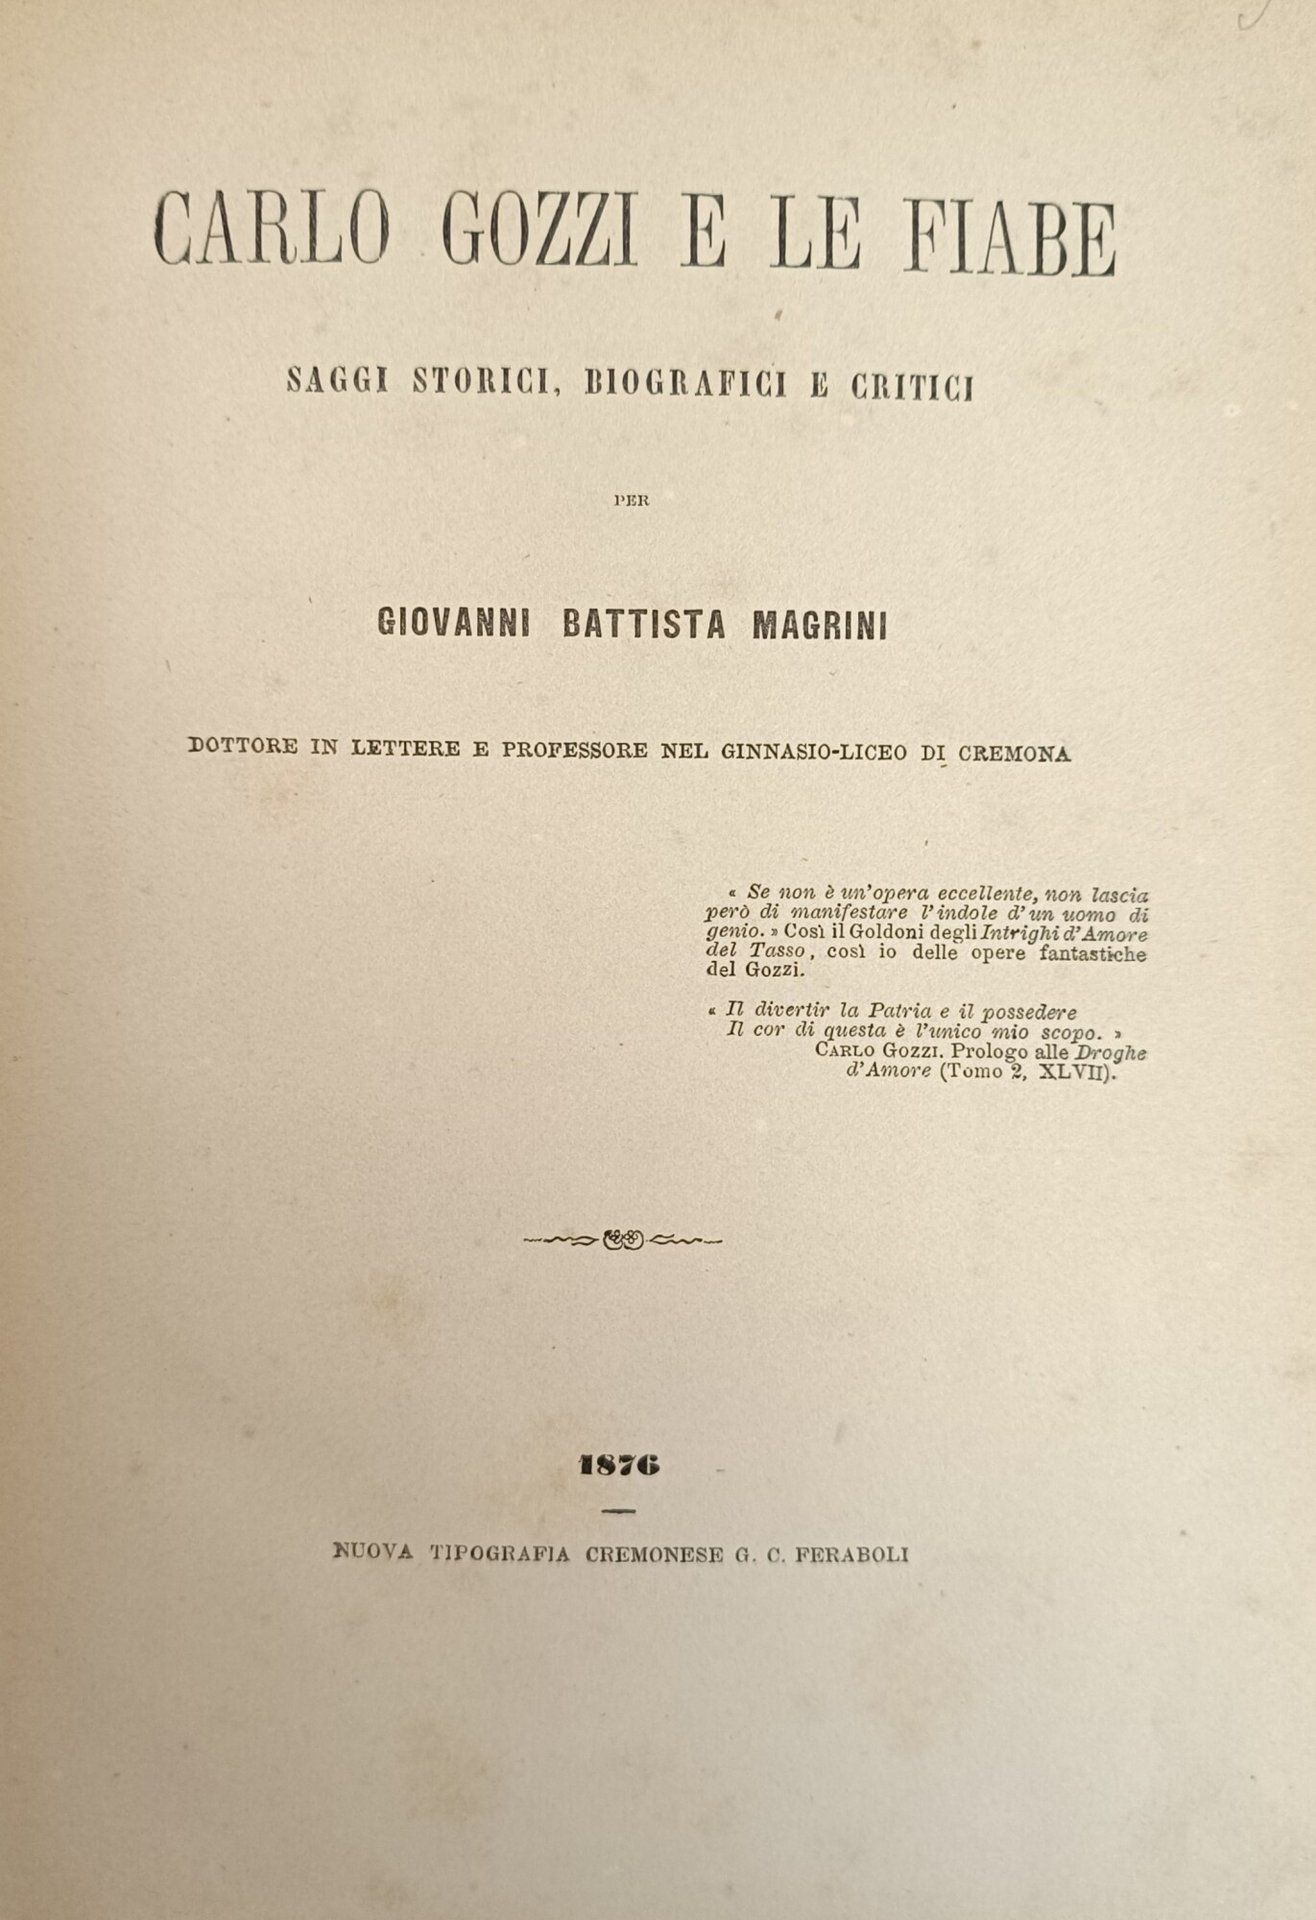 CARLO GOZZI E LE FIABE
SAGGI STORICI, BIOGRAFICI E CRITICI
PER
GIOVANNI BATTISTA MAGRINI
DOTTORE IN LETTERE E PROFESSORE NEL GINNASIO-LICEO DI CREMONA
« Se non è un'opera eccellente, non lascia
però di manifestare l'indole d'un uomo di
genio. » Così il Goldoni degli Intrighi d'Amore
del Tasso, così io delle opere fantastiche
del Gozzi.
« Il divertir la Patria e il possedere
Il cor di questa è l'unico mio scopo. »
CARLO GOZZI. Prologo alle Droghe
d'Amore (Tomo 2, XLVII).
1876
NUOVA TIPOGRAFIA CREMONESE G. C. FERABOLI